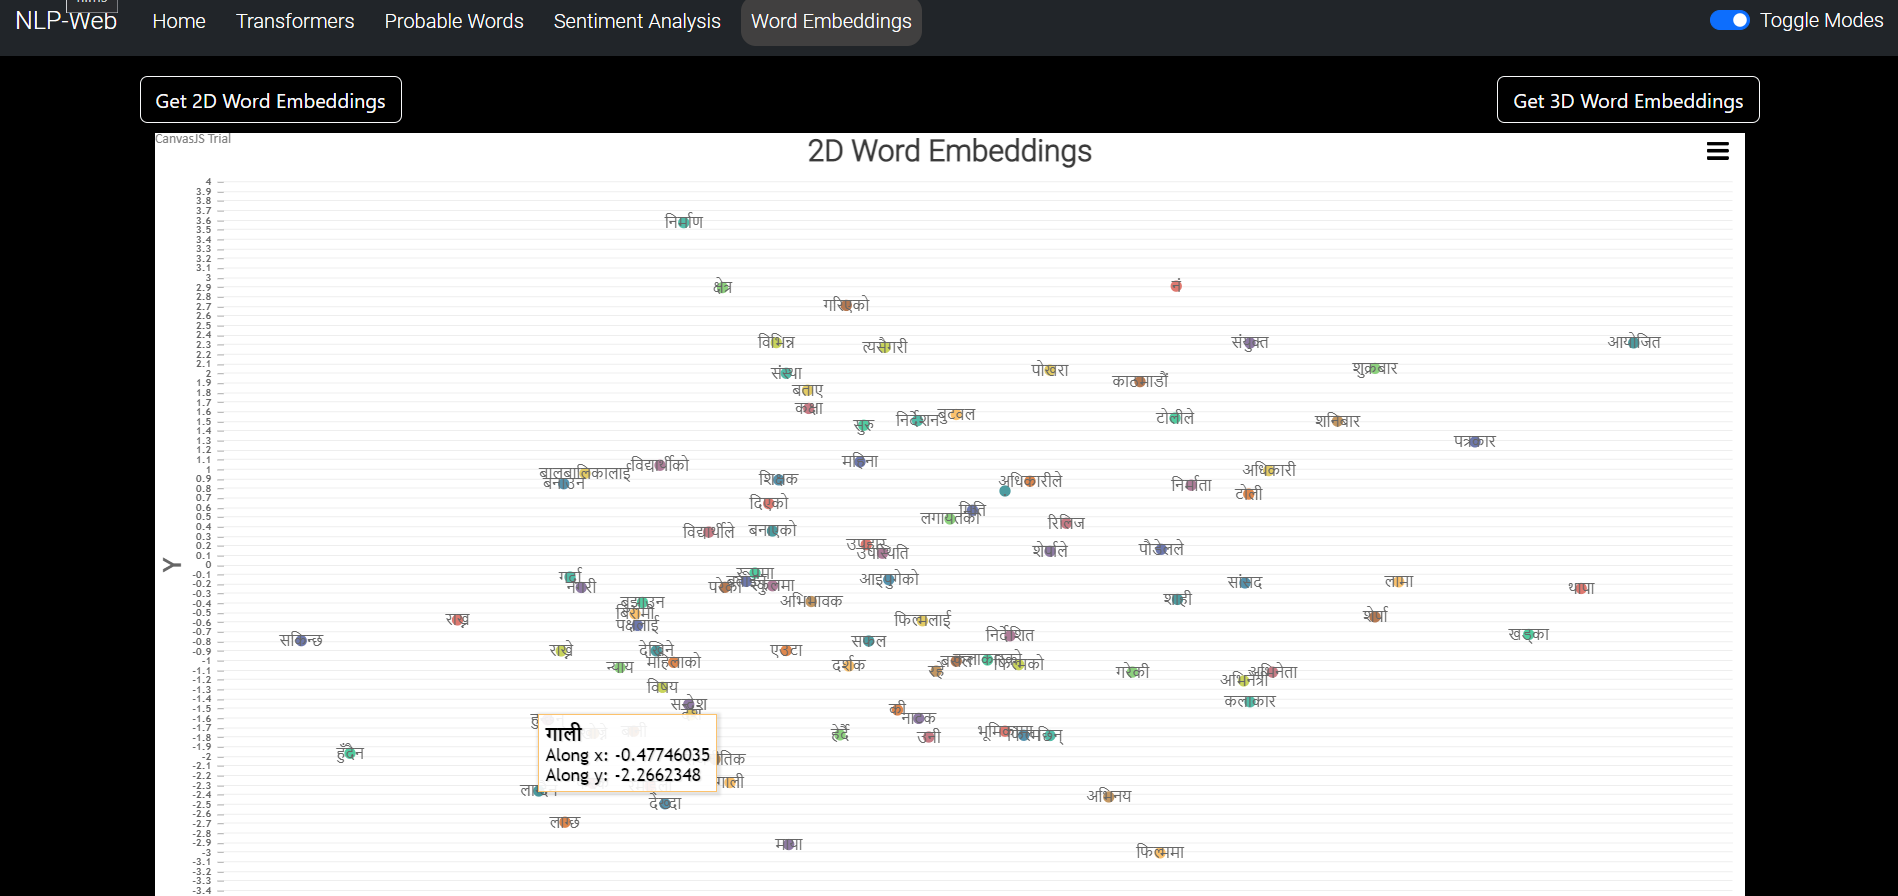 NLP-Web Home Transformers Probable Words Sentiment Analysis Word Embeddings Toggle Modes
Get 2D Word Embeddings Get 3D Word Embeddings
CanvasJS Trial
2D Word Embeddings
4
3.9
3.8
3.7
3.6 निर्माण
3.5
3.4
3.3
3.2
3.1
3
2.9 क्षेत्र नं
2.8
2.7 गरिएको
2.6
2.5
2.4
2.3 विभिन्न त्यसैगरी संयुक्त आयोजित
2.2
2.1 पोखरा शुक्रबार
2 संस्था
1.9 काठमाडौं
1.8 बताए
1.7
1.6 कक्षा बुटवल
1.5 सुरु निर्देशन टोलीले शनिबार
1.4
1.3 पत्रकार
1.2
1.1 विद्यार्थीको महिना
1 बालबालिकालाई अधिकारी
0.9 बनाउन शिक्षक अधिकारीले निर्माता
0.8
0.7 दिएको टोली
0.6
0.5 लगायतको मिति रिलिज
0.4 विद्यार्थीले बनाएको
0.3
0.2 उपहार शेर्पाले पौडेलले
0.1 उपस्थिति
Y 0
-0.1 गर्दा रूपमा आइपुगेको
-0.2 नगरी परेको स्कुलमा सांसद लामा थापा
-0.3
-0.4 बुझाउन अभिभावक शाही
-0.5 बिरामी शेर्पा
-0.6 राख्न पक्षलाई फिल्मलाई
-0.7 निर्देशित खड्का
-0.8 सकिन्छ सफल
-0.9 राख्ने देखिने एउटा
-1 महिलाको दर्शक कलाकारको फिल्मको
-1.1 न्याय रहे गरेकी अभिनेता
-1.2 अभिनेत्री
-1.3 विषय
-1.4 सन्देश कलाकार
-1.5 की
-1.6 नाटक
-1.7 हेर्दै भूमिकामा
-1.8 उनी
-1.9 हुँदैन
-2 तिक
-2.1
-2.2 गाली
-2.3
-2.4 अभिनय
-2.5 देख्दा
-2.6
-2.7 लाग्छ
-2.8
-2.9 माया
-3 फिल्ममा
-3.1
-3.2
-3.3
-3.4
गाली
Along x: -0.47746035
Along y: -2.2662348